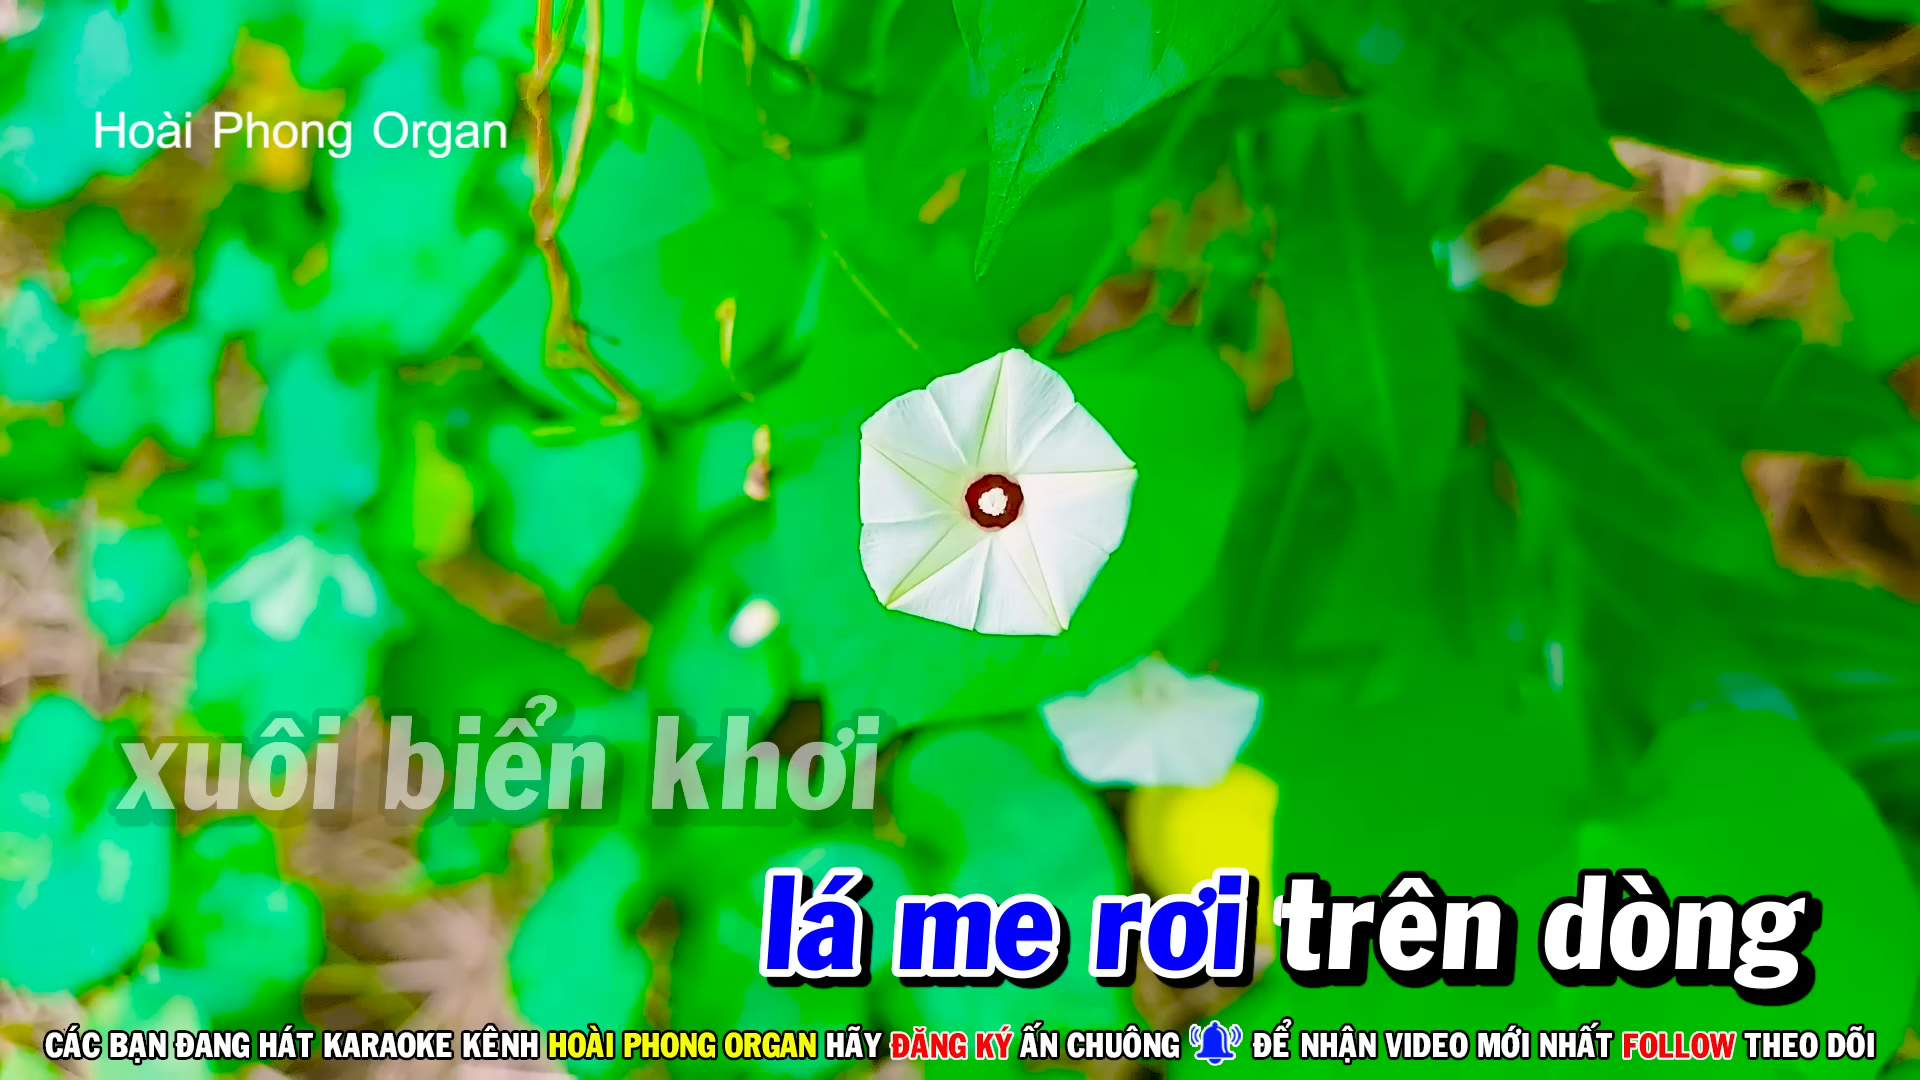 Hoài Phong Organ
xuôi biển khơi
lá me rơi trên dòng
CÁC BẠN ĐANG HÁT KARAOKE KÊNH HOÀI PHONG ORGAN HÃY ĐĂNG KÝ ẤN CHUÔNG ĐỂ NHẬN VIDEO MỚI NHẤT FOLLOW THEO DÕI